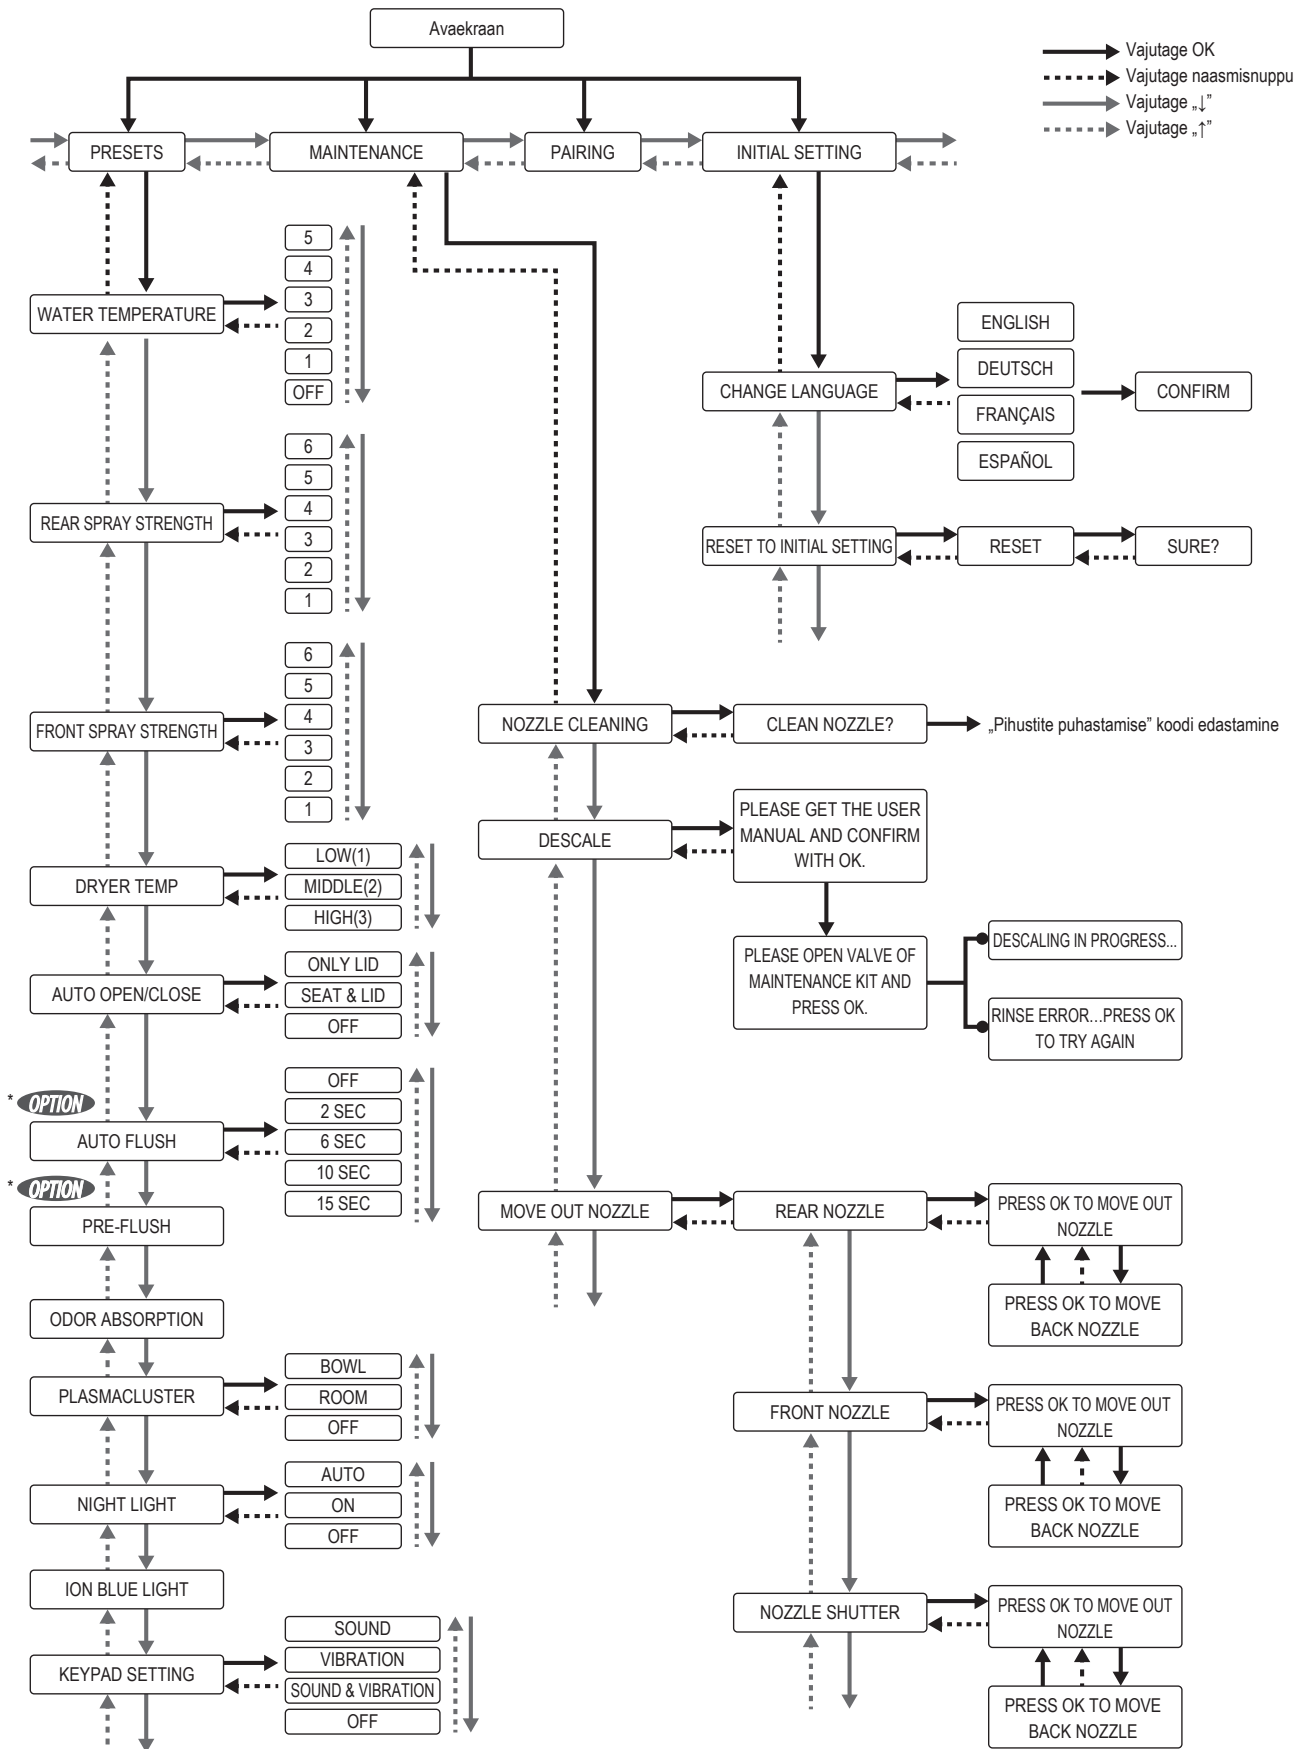 Avaekraan
Vajutage OK
Vajutage naasmisnuppu
Vajutage „↓”
Vajutage „↑”
PRESETS
MAINTENANCE
PAIRING
INITIAL SETTING
WATER TEMPERATURE
5
4
3
2
1
OFF
REAR SPRAY STRENGTH
6
5
4
3
2
1
FRONT SPRAY STRENGTH
6
5
4
3
2
1
DRYER TEMP
LOW(1)
MIDDLE(2)
HIGH(3)
AUTO OPEN/CLOSE
ONLY LID
SEAT & LID
OFF
* OPTION
AUTO FLUSH
OFF
2 SEC
6 SEC
10 SEC
15 SEC
* OPTION
PRE-FLUSH
ODOR ABSORPTION
PLASMACLUSTER
BOWL
ROOM
OFF
NIGHT LIGHT
AUTO
ON
OFF
ION BLUE LIGHT
KEYPAD SETTING
SOUND
VIBRATION
SOUND & VIBRATION
OFF
NOZZLE CLEANING
CLEAN NOZZLE?
„Pihustite puhastamise” koodi edastamine
DESCALE
PLEASE GET THE USER
MANUAL AND CONFIRM
WITH OK.
PLEASE OPEN VALVE OF
MAINTENANCE KIT AND
PRESS OK.
DESCALING IN PROGRESS...
RINSE ERROR...PRESS OK
TO TRY AGAIN
MOVE OUT NOZZLE
REAR NOZZLE
PRESS OK TO MOVE OUT
NOZZLE
PRESS OK TO MOVE
BACK NOZZLE
FRONT NOZZLE
PRESS OK TO MOVE OUT
NOZZLE
PRESS OK TO MOVE
BACK NOZZLE
NOZZLE SHUTTER
PRESS OK TO MOVE OUT
NOZZLE
PRESS OK TO MOVE
BACK NOZZLE
CHANGE LANGUAGE
ENGLISH
DEUTSCH
FRANÇAIS
ESPAÑOL
CONFIRM
RESET TO INITIAL SETTING
RESET
SURE?